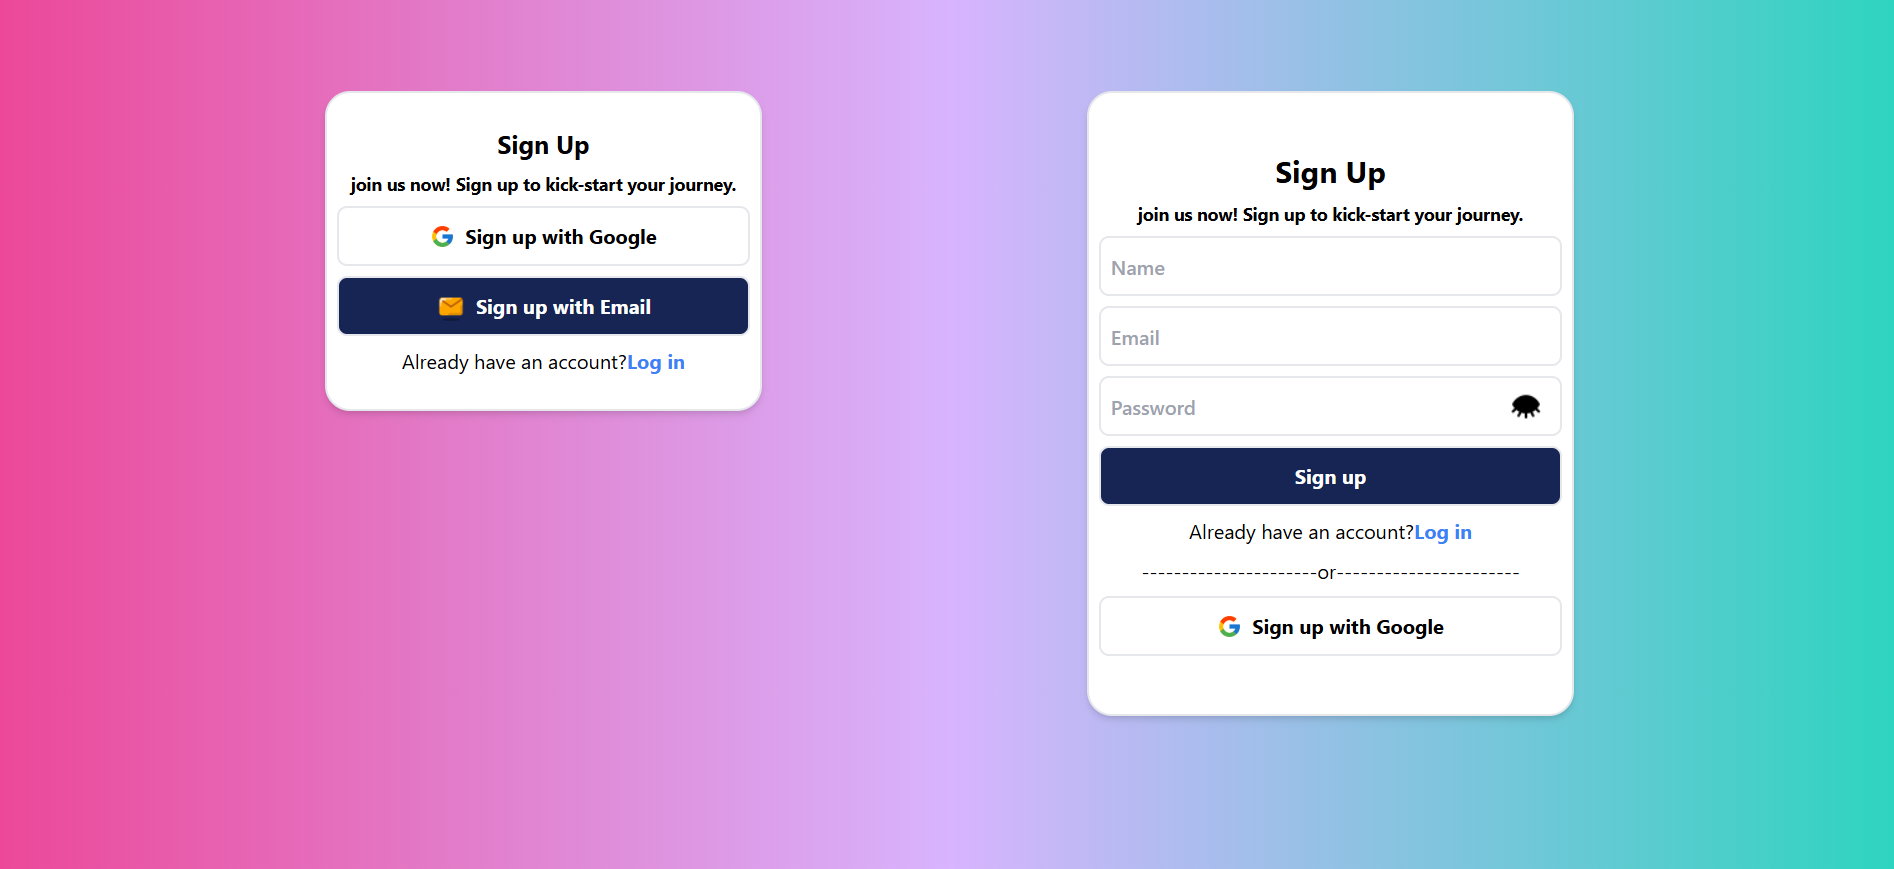 Sign Up
join us now! Sign up to kick-start your journey.
Sign up with Google
Sign up with Email
Already have an account?Log in
Sign Up
join us now! Sign up to kick-start your journey.
Name
Email
Password
Sign up
Already have an account?Log in
----------------------or-----------------------
Sign up with Google